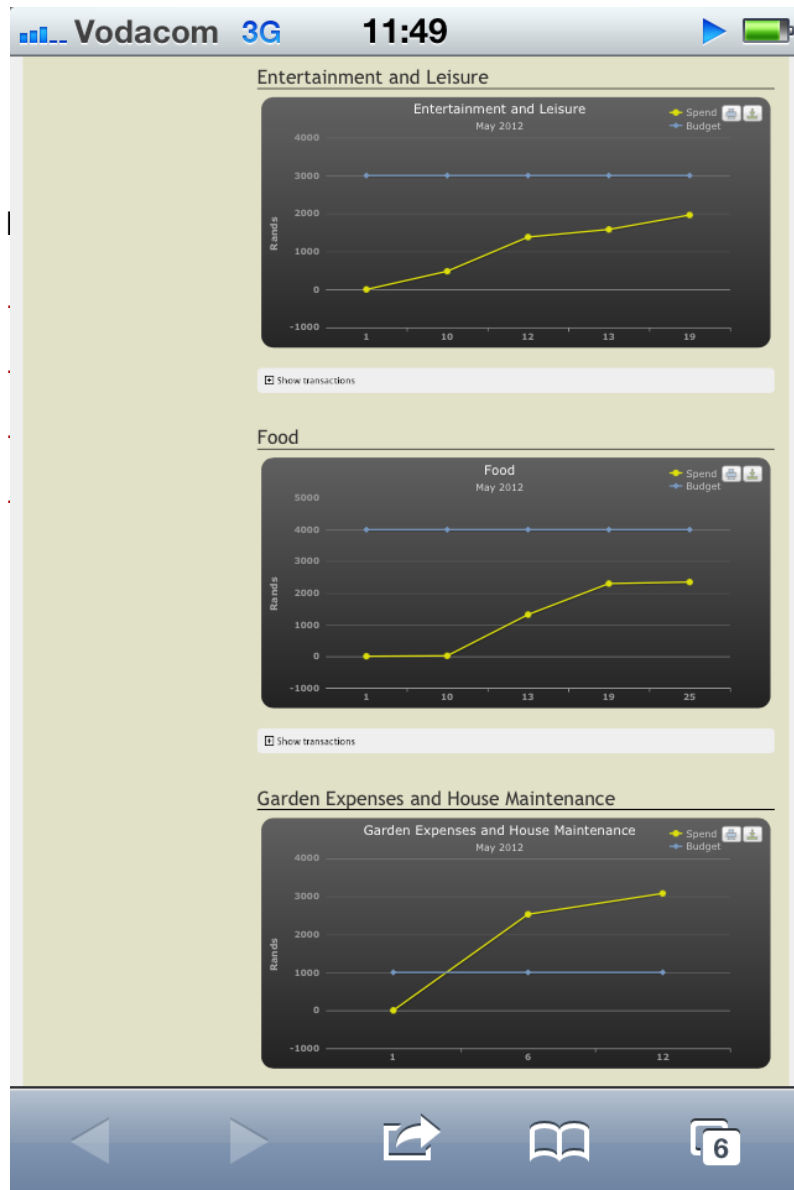 Vodacom 3G 11:49
Entertainment and Leisure
Entertainment and Leisure
May 2012
Spend
Budget
4000
3000
2000
1000
0
-1000
Rands
1 10 12 13 19
Show transactions
Food
Food
May 2012
Spend
Budget
5000
4000
3000
2000
1000
0
-1000
Rands
1 10 13 19 25
Show transactions
Garden Expenses and House Maintenance
Garden Expenses and House Maintenance
May 2012
Spend
Budget
4000
3000
2000
1000
0
-1000
Rands
1 6 12
6